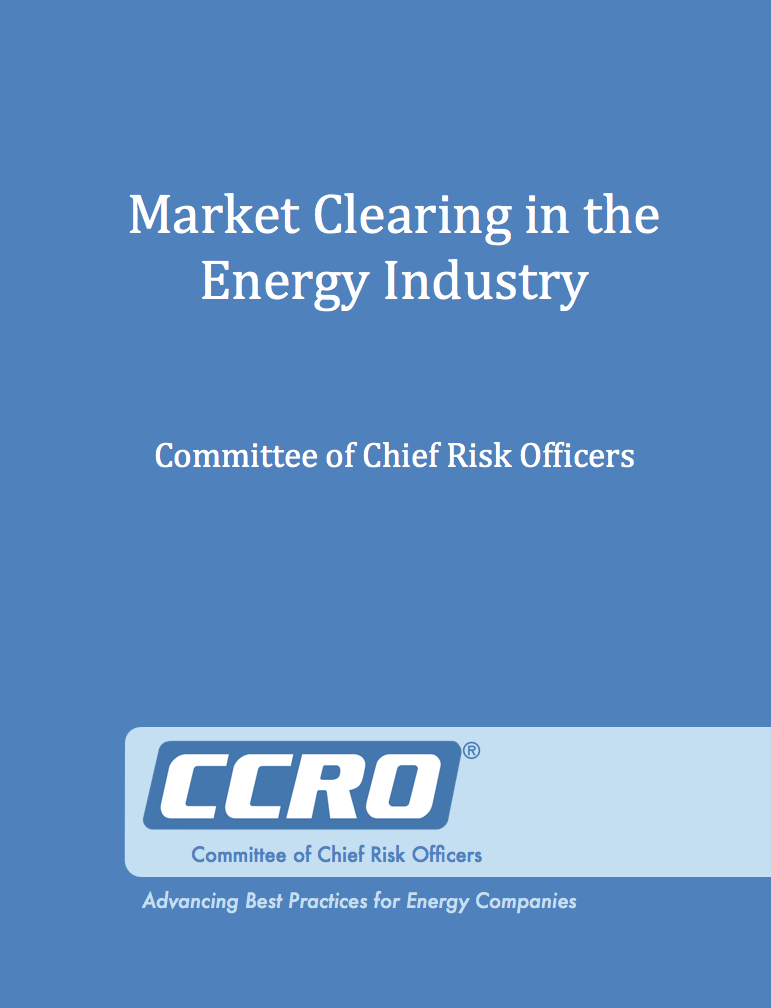 Market Clearing in the
Energy Industry
Committee of Chief Risk Officers
CCRO®
Committee of Chief Risk Officers
Advancing Best Practices for Energy Companies